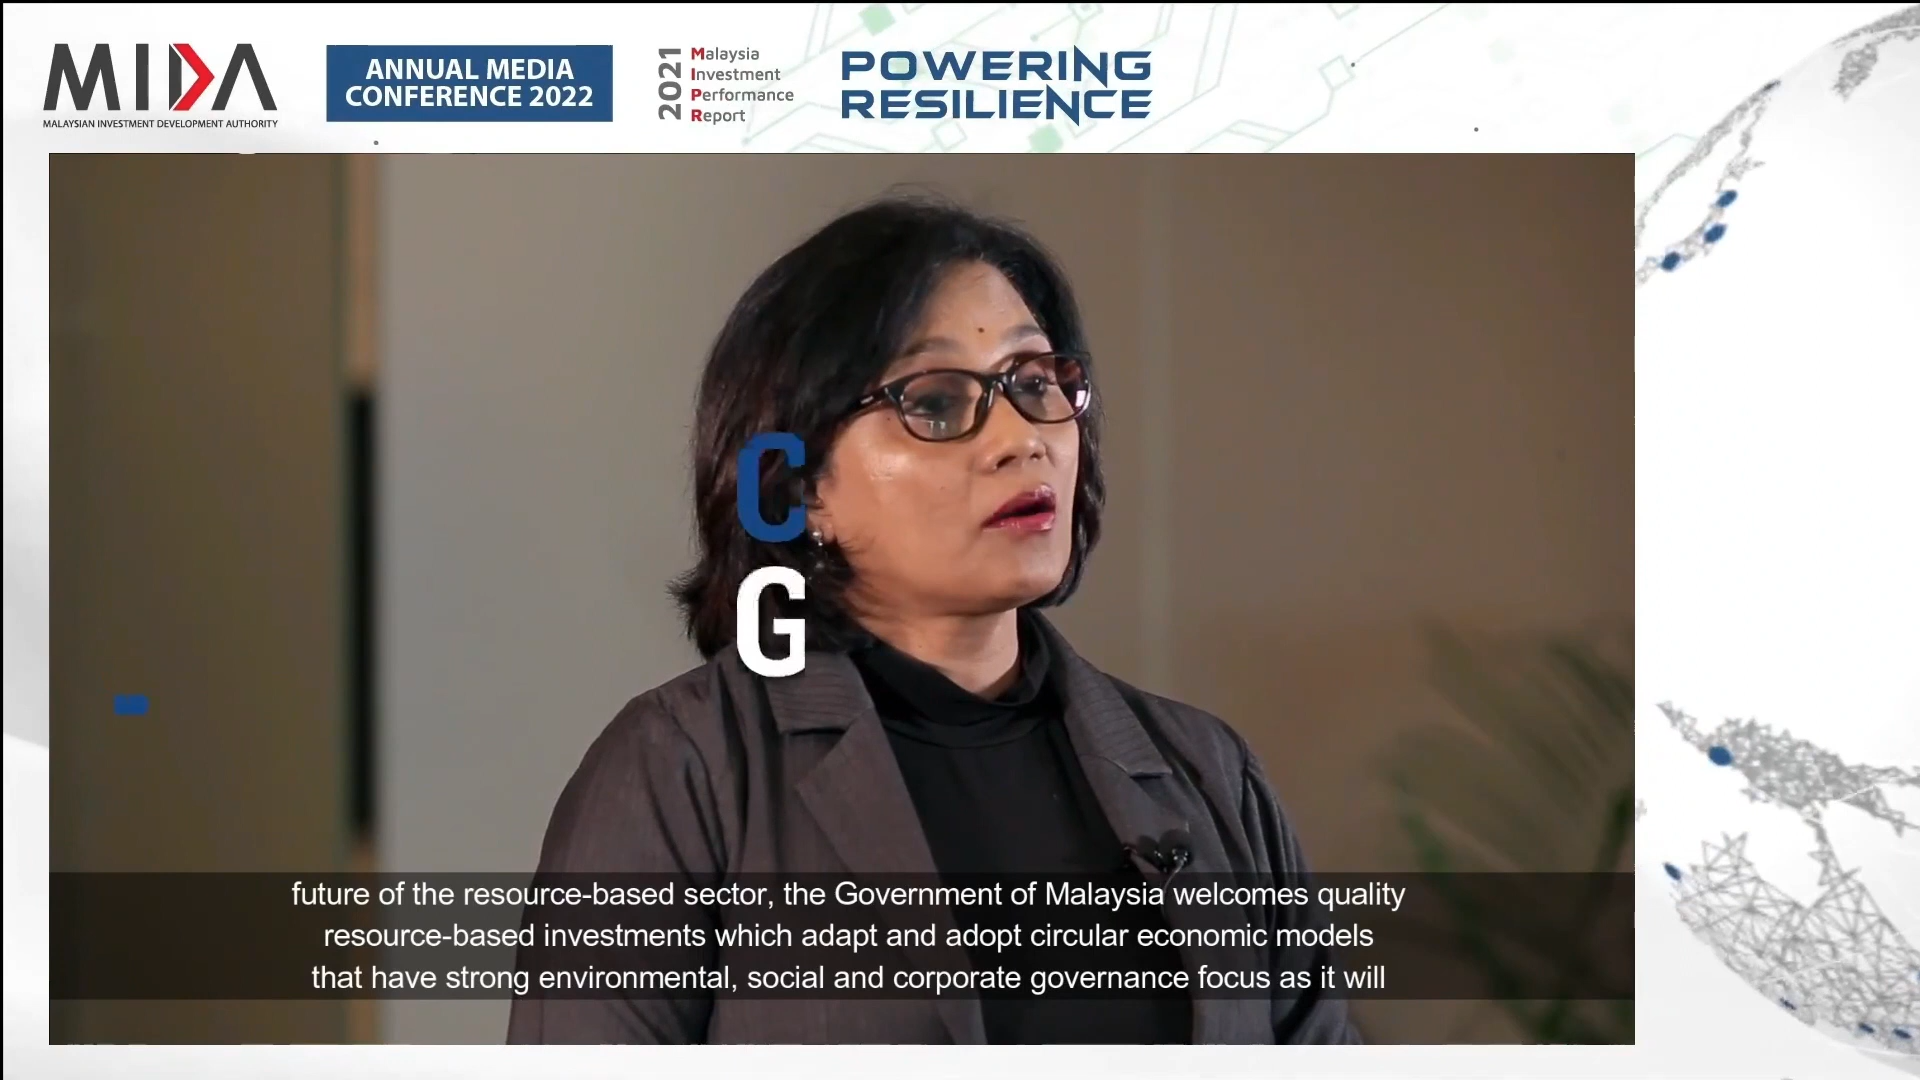 MIDA
MALAYSIAN INVESTMENT DEVELOPMENT AUTHORITY
ANNUAL MEDIA
CONFERENCE 2022
2021
Malaysia
Investment
Performance
Report
POWERING
RESILIENCE
C
G
future of the resource-based sector, the Government of Malaysia welcomes quality
resource-based investments which adapt and adopt circular economic models
that have strong environmental, social and corporate governance focus as it will